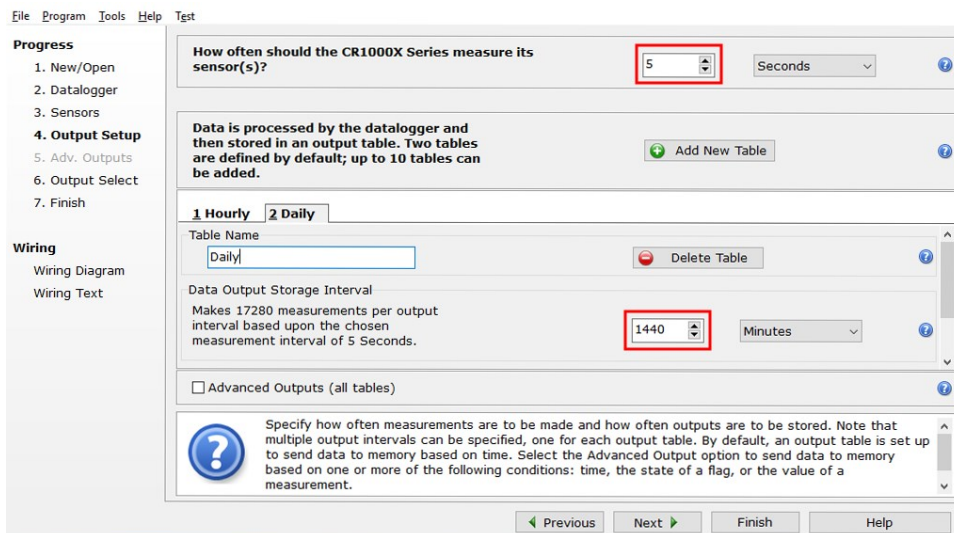 File Program Tools Help Test
Progress
1. New/Open
2. Datalogger
3. Sensors
4. Output Setup
5. Adv. Outputs
6. Output Select
7. Finish
Wiring
Wiring Diagram
Wiring Text
How often should the CR1000X Series measure its
sensor(s)?
5
Seconds
Data is processed by the datalogger and
then stored in an output table. Two tables
are defined by default; up to 10 tables can
be added.
Add New Table
1 Hourly 2 Daily
Table Name
Daily
Delete Table
Data Output Storage Interval
Makes 17280 measurements per output
interval based upon the chosen
measurement interval of 5 Seconds.
1440
Minutes
Advanced Outputs (all tables)
Specify how often measurements are to be made and how often outputs are to be stored. Note that
multiple output intervals can be specified, one for each output table. By default, an output table is set up
to send data to memory based on time. Select the Advanced Output option to send data to memory
based on one or more of the following conditions: time, the state of a flag, or the value of a
measurement.
Previous Next Finish Help